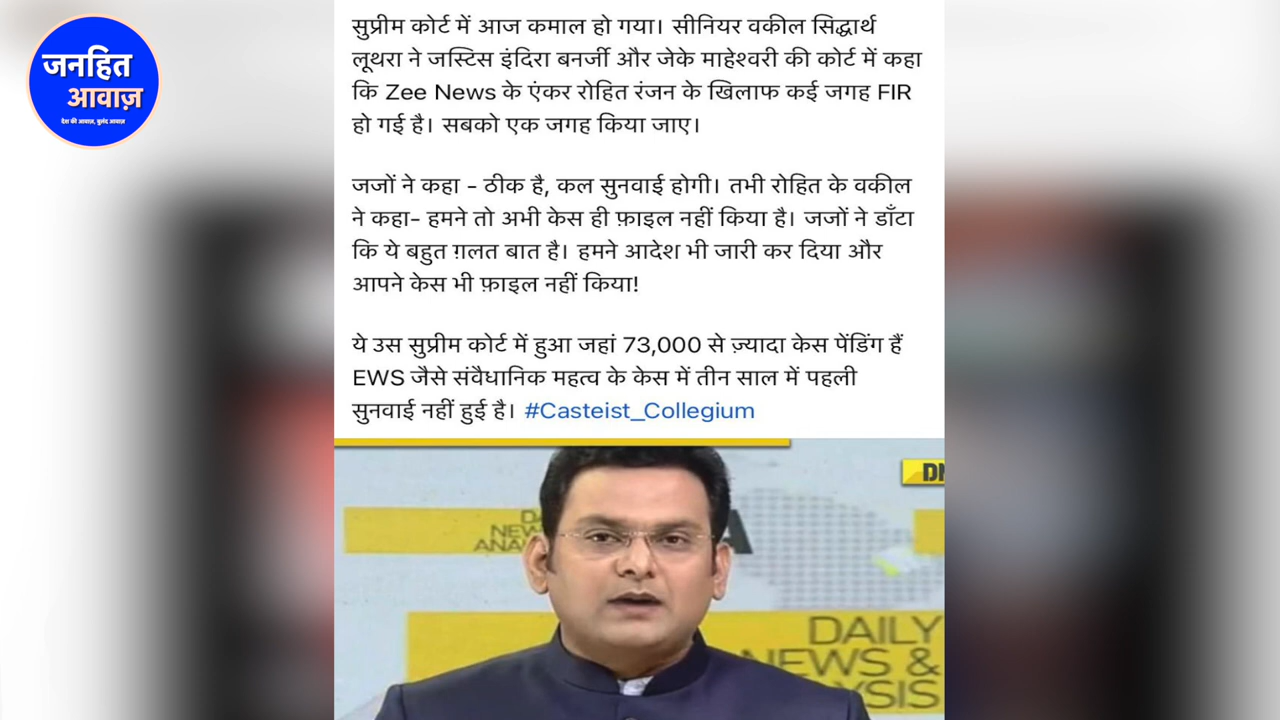 जनहित
आवाज़
देश की आवाज़, बुलंद आवाज़
सुप्रीम कोर्ट में आज कमाल हो गया। सीनियर वकील सिद्धार्थ
लूथरा ने जस्टिस इंदिरा बनर्जी और जेके माहेश्वरी की कोर्ट में कहा
कि Zee News के एंकर रोहित रंजन के खिलाफ कई जगह FIR
हो गई है। सबको एक जगह किया जाए।
जजों ने कहा - ठीक है, कल सुनवाई होगी। तभी रोहित के वकील
ने कहा- हमने तो अभी केस ही फ़ाइल नहीं किया है। जजों ने डाँटा
कि ये बहुत ग़लत बात है। हमने आदेश भी जारी कर दिया और
आपने केस भी फ़ाइल नहीं किया!
ये उस सुप्रीम कोर्ट में हुआ जहां 73,000 से ज़्यादा केस पेंडिंग हैं
EWS जैसे संवैधानिक महत्व के केस में तीन साल में पहली
सुनवाई नहीं हुई है। #Casteist_Collegium
DAILY
NEWS &